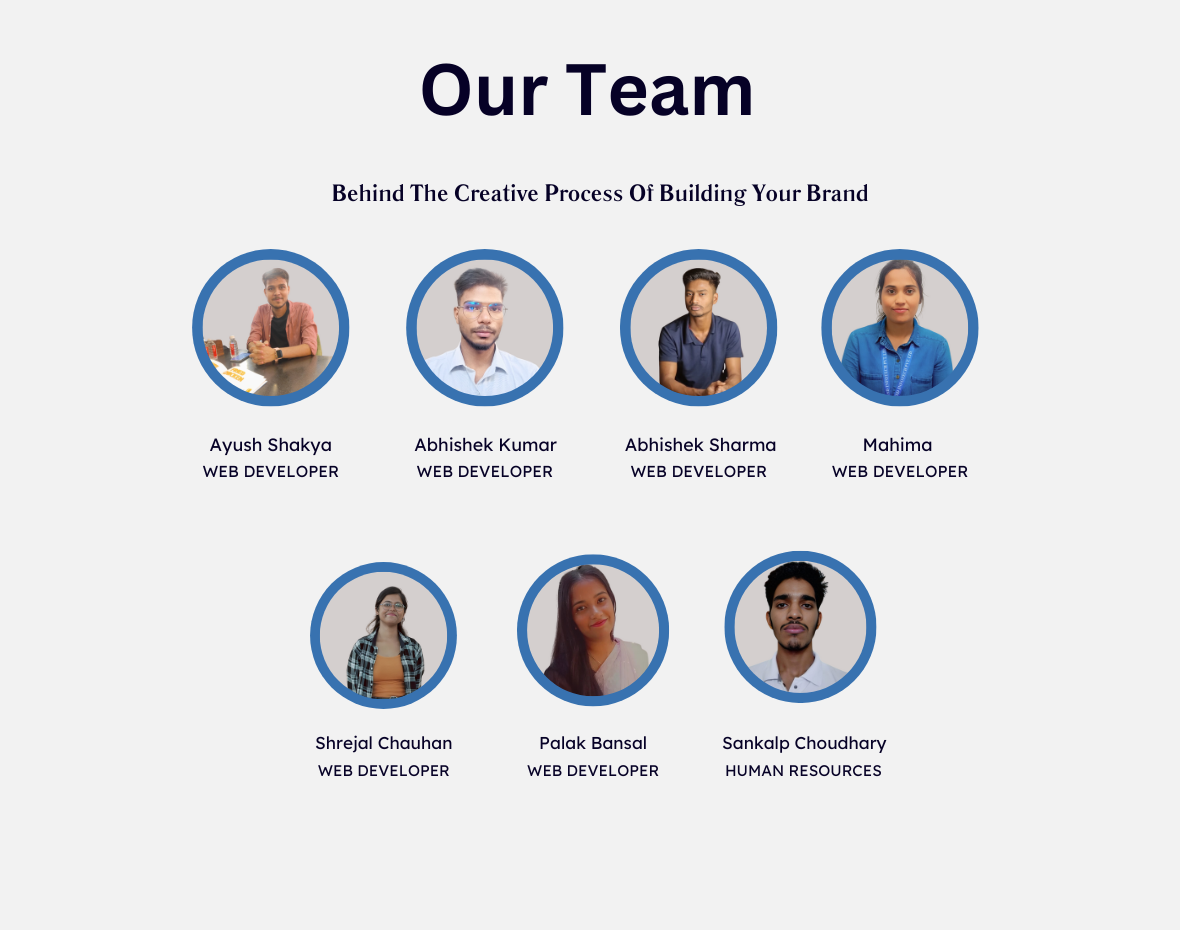 Our Team
Behind The Creative Process Of Building Your Brand
Ayush Shakya
WEB DEVELOPER
Abhishek Kumar
WEB DEVELOPER
Abhishek Sharma
WEB DEVELOPER
Mahima
WEB DEVELOPER
Shrejal Chauhan
WEB DEVELOPER
Palak Bansal
WEB DEVELOPER
Sankalp Choudhary
HUMAN RESOURCES